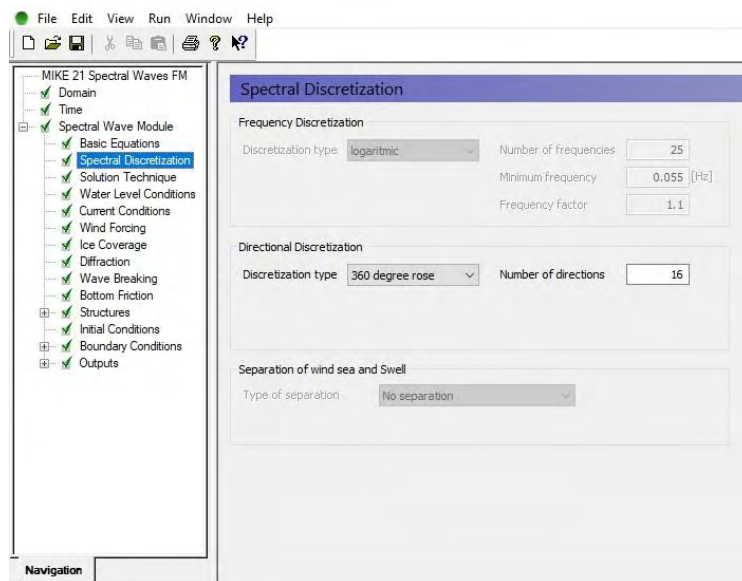 File Edit View Run Window Help
MIKE 21 Spectral Waves FM
Domain
Time
Spectral Wave Module
Basic Equations
Spectral Discretization
Solution Technique
Water Level Conditions
Current Conditions
Wind Forcing
Ice Coverage
Diffraction
Wave Breaking
Bottom Friction
Structures
Initial Conditions
Boundary Conditions
Outputs
Navigation
Spectral Discretization
Frequency Discretization
Discretization type logaritmic Number of frequencies 25
Minimum frequency 0.055 [Hz]
Frequency factor 1.1
Directional Discretization
Discretization type 360 degree rose Number of directions 16
Separation of wind sea and Swell
Type of separation No separation